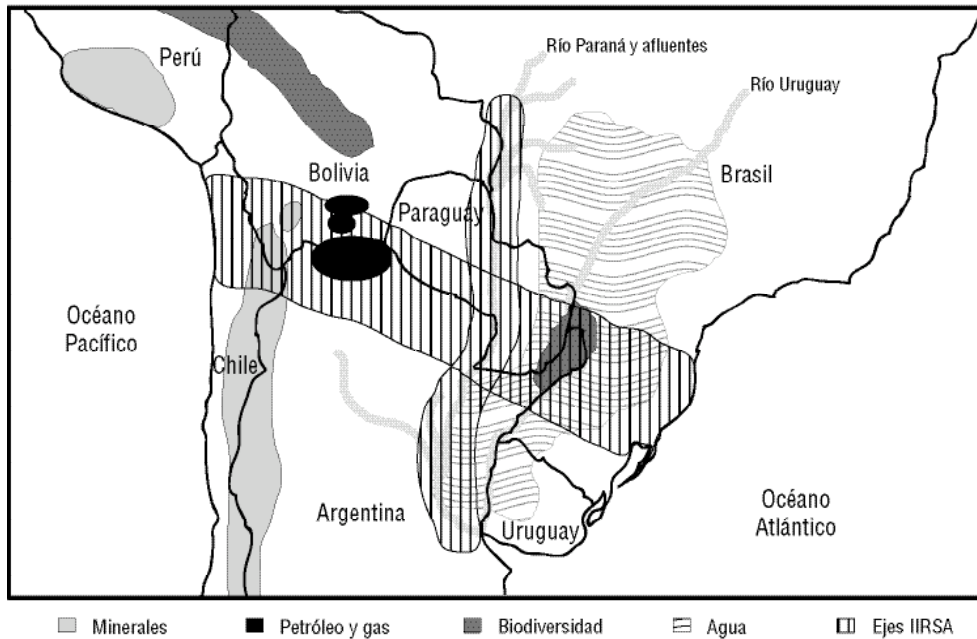 Perú
Río Paraná y afluentes
Río Uruguay
Bolivia
Brasil
Paraguay
Océano
Pacífico
Chile
Argentina
Uruguay
Océano
Atlántico
Minerales
Petróleo y gas
Biodiversidad
Agua
Ejes IIRSA